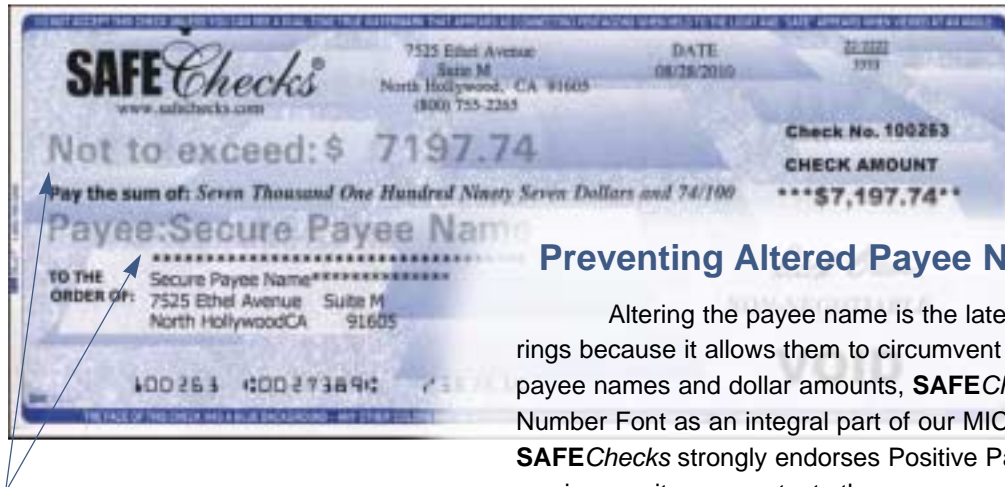 SAFEChecks®
www.safechecks.com
7525 Ethel Avenue
Suite M
North Hollywood, CA 91605
(800) 755-2265
DATE
08/28/2010
Check No. 100263
Not to exceed:$ 7197.74
CHECK AMOUNT
Pay the sum of: Seven Thousand One Hundred Ninety Seven Dollars and 74/100
***$7,197.74**
Payee:Secure Payee Name
TO THE
ORDER OF:
Secure Payee Name***************
7525 Ethel Avenue Suite M
North HollywoodCA 91605
VOID
Preventing Altered Payee N
Altering the payee name is the late
rings because it allows them to circumvent
payee names and dollar amounts, SAFECh
Number Font as an integral part of our MIC
SAFEChecks strongly endorses Positive Pa